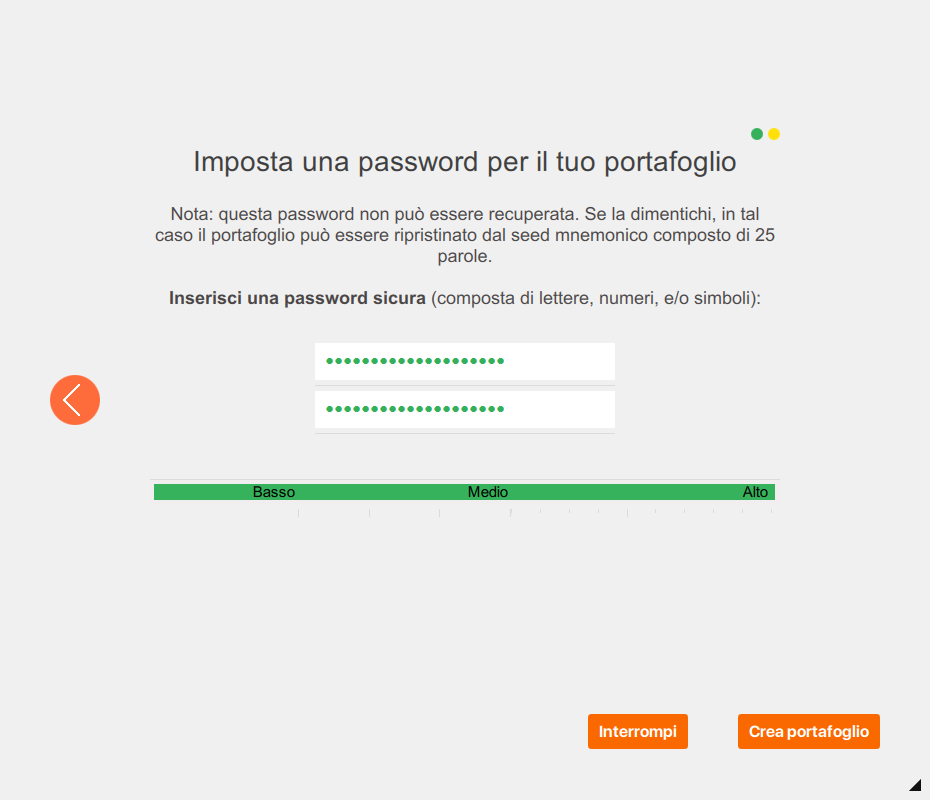 Imposta una password per il tuo portafoglio
Nota: questa password non può essere recuperata. Se la dimentichi, in tal
caso il portafoglio può essere ripristinato dal seed mnemonico composto di 25
parole.
Inserisci una password sicura (composta di lettere, numeri, e/o simboli):
••••••••••••••••••••
••••••••••••••••••••
Basso Medio Alto
Interrompi Crea portafoglio